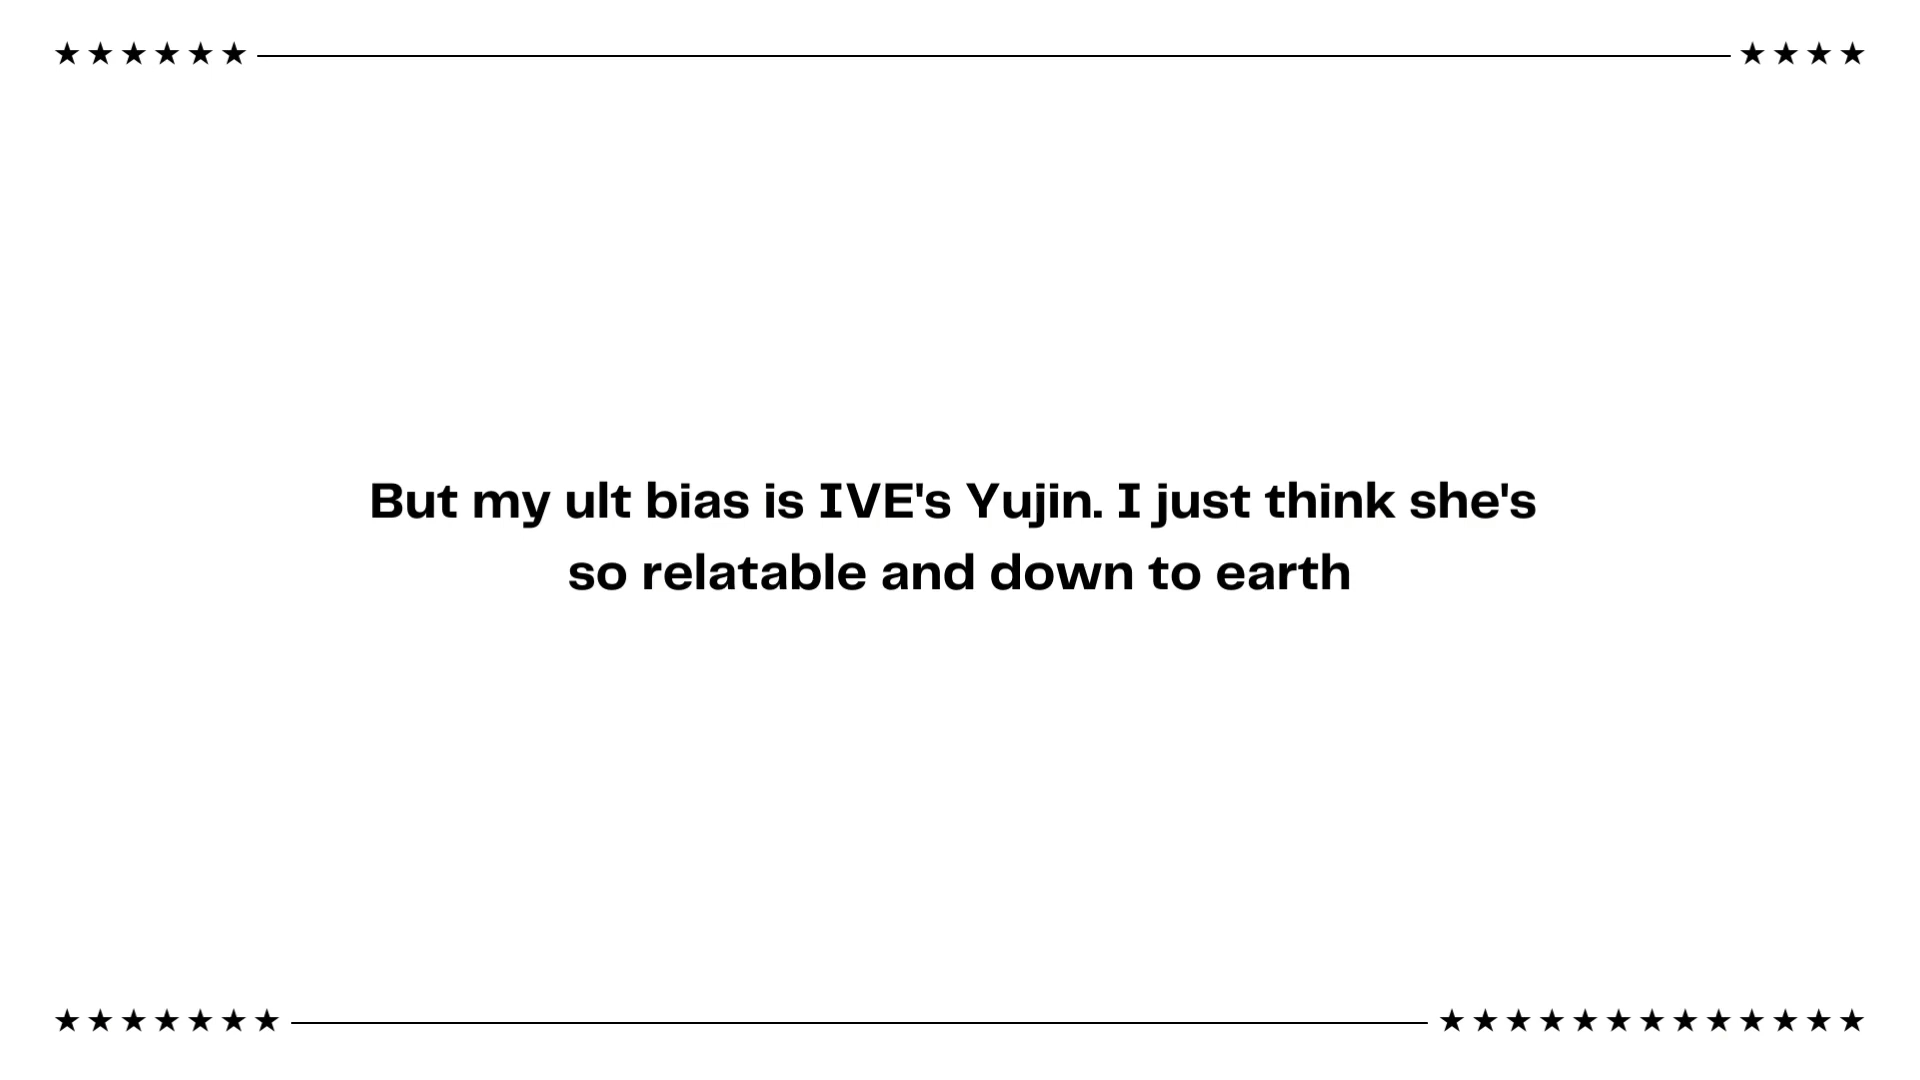 But my ult bias is IVE's Yujin. I just think she's
so relatable and down to earth